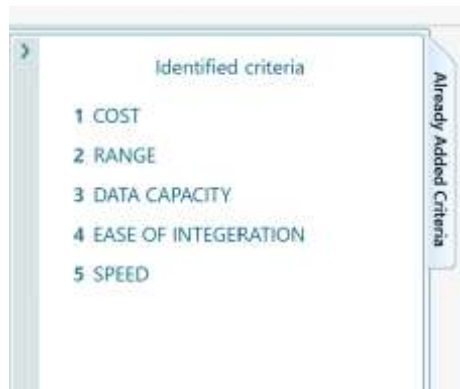 Identified criteria
1 COST
2 RANGE
3 DATA CAPACITY
4 EASE OF INTEGERATION
5 SPEED
Already Added Criteria